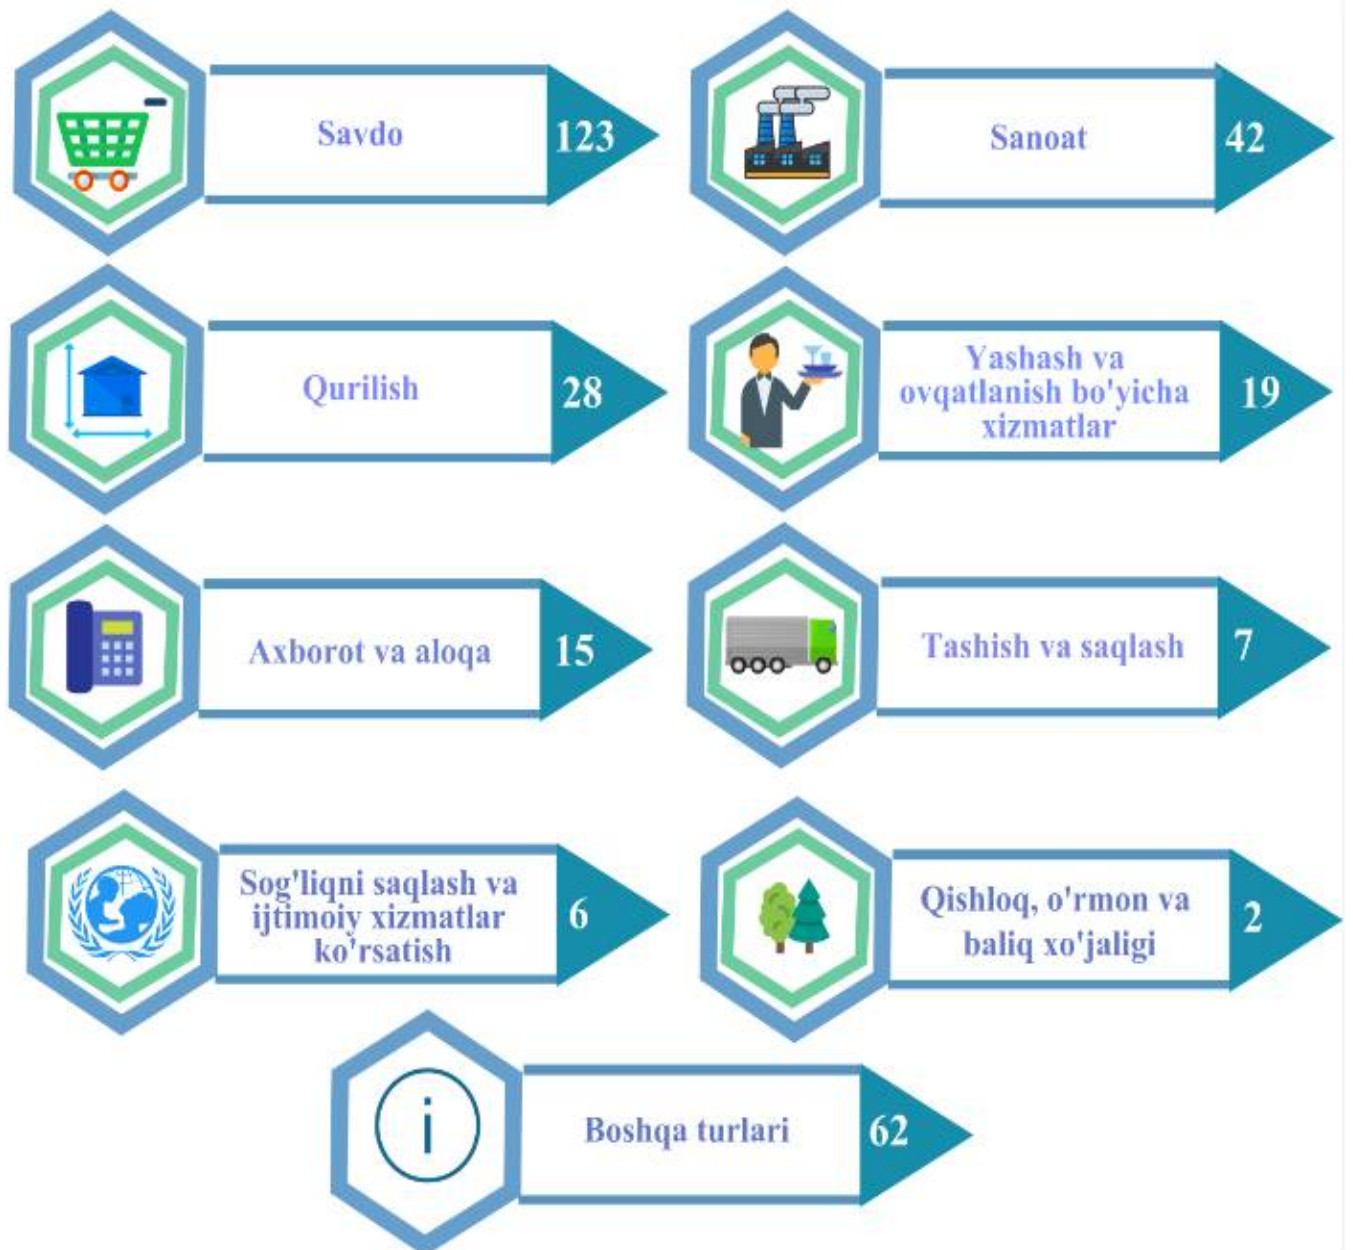 Savdo
123
Sanoat
42
Qurilish
28
Yashash va
ovqatlanish bo'yicha
xizmatlar
19
Axborot va aloqa
15
Tashish va saqlash
7
Sog'liqni saqlash va
ijtimoiy xizmatlar
ko'rsatish
6
Qishloq, o'rmon va
baliq xo'jaligi
2
i
Boshqa turlari
62